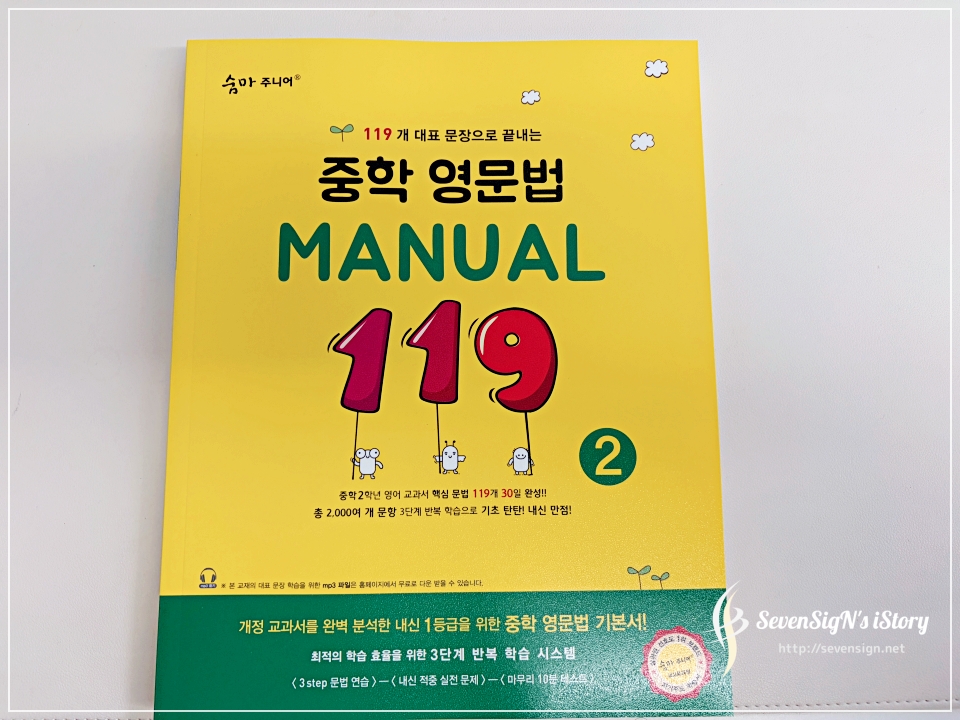 숨마 주니어®
119개 대표 문장으로 끝내는
중학 영문법
MANUAL
119
2
중학 2학년 영어 교과서 핵심 문법 119개 30일 완성!!
총 2,000여 개 문항 3단계 반복 학습으로 기초 탄탄! 내신 만점!
※ 본 교재의 대표 문장 학습을 위한 mp3 파일은 홈페이지에서 무료로 다운 받을 수 있습니다.
개정 교과서를 완벽 분석한 내신 1등급을 위한 중학 영문법 기본서!
최적의 학습 효율을 위한 3단계 반복 학습 시스템
〈 3 step 문법 연습 〉—〈 내신 적중 실전 문제 〉—〈 마무리 10분 테스트 〉
숨마 주니어
SevenSigN's iStory
http://sevensign.net